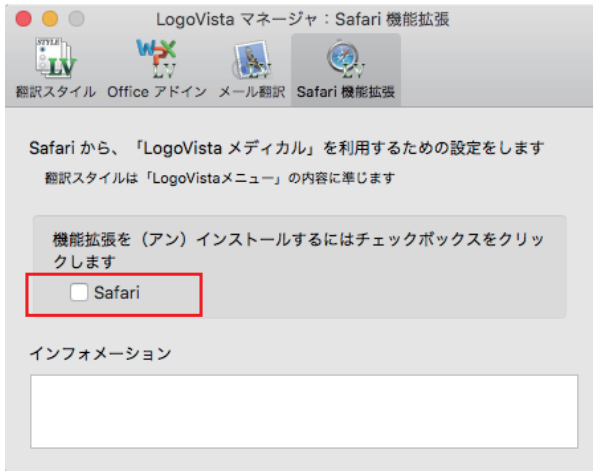 LogoVista マネージャ：Safari 機能拡張
STYLE LV
W X LV
LV
LV
翻訳スタイル Office アドイン メール翻訳 Safari 機能拡張
Safari から、「LogoVista メディカル」を利用するための設定をします
翻訳スタイルは「LogoVistaメニュー」の内容に準じます
機能拡張を（アン）インストールするにはチェックボックスをクリッ
クします
Safari
インフォメーション